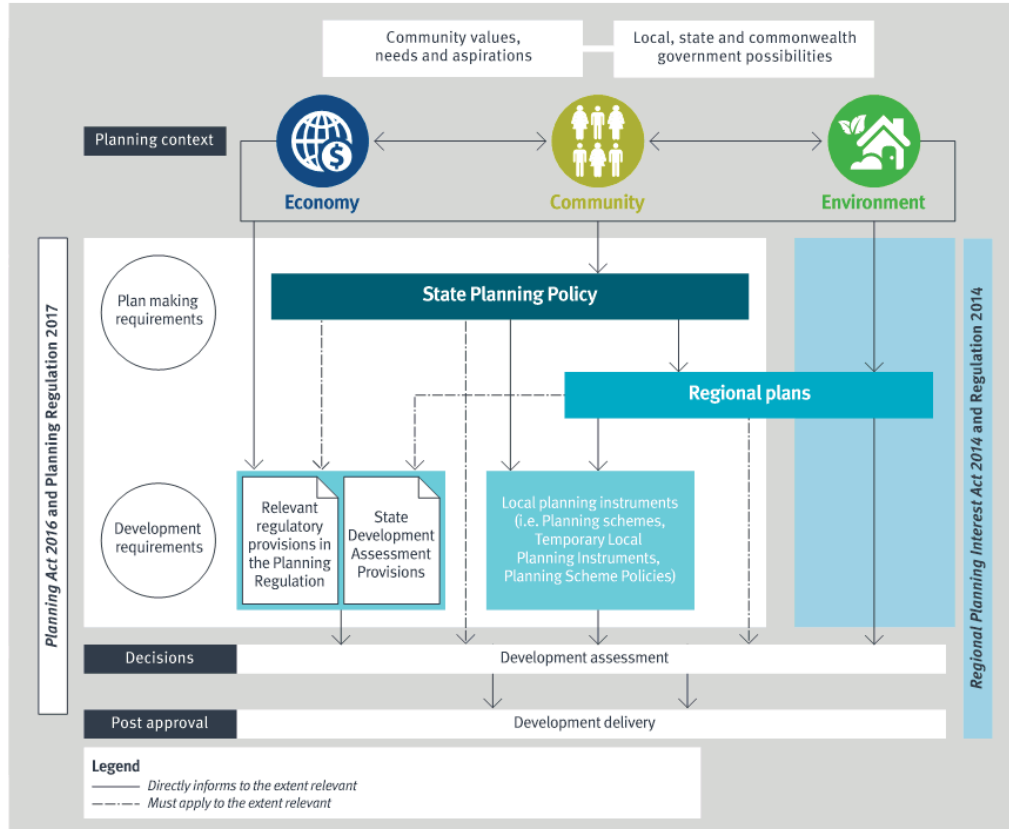 Community values,
needs and aspirations
Local, state and commonwealth
government possibilities
Planning context
$
Economy
Community
Environment
Planning Act 2016 and Planning Regulation 2017
Regional Planning Interest Act 2014 and Regulation 2014
Plan making
requirements
State Planning Policy
Regional plans
Development
requirements
Relevant
regulatory
provisions in
the Planning
Regulation
State
Development
Assessment
Provisions
Local planning instruments
(i.e. Planning schemes,
Temporary Local
Planning Instruments,
Planning Scheme Policies)
Decisions
Development assessment
Post approval
Development delivery
Legend
Directly informs to the extent relevant
Must apply to the extent relevant